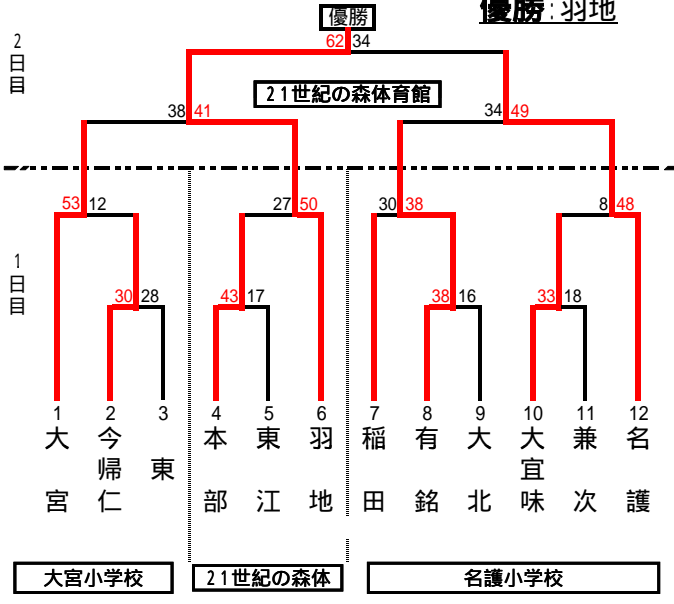 優勝:羽地
優勝
62 34
2日目
21世紀の森体育館
38 41 34 49
53 12 27 50 30 38 8 48
1日目
30 28 43 17 38 16 33 18
1 2 3 4 5 6 7 8 9 10 11 12
大宮 今帰仁 東 本部 東江 羽地 稲田 有銘 大北 大宜味 兼次 名護
大宮小学校 21世紀の森体 名護小学校